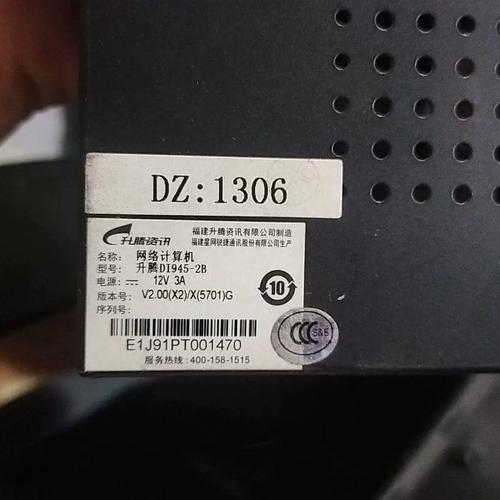 DZ:1306
升腾资讯
福建升腾资讯有限公司制造
福建星网锐捷通讯股份有限公司生产
名称: 网络计算机
型号: 升腾DI945-2B
电源: 12V 3A
版本号: V2.00(X2)/X(5701)G
序列号:
10
CCC S&E
E1J91PT001470
服务热线:400-158-1515